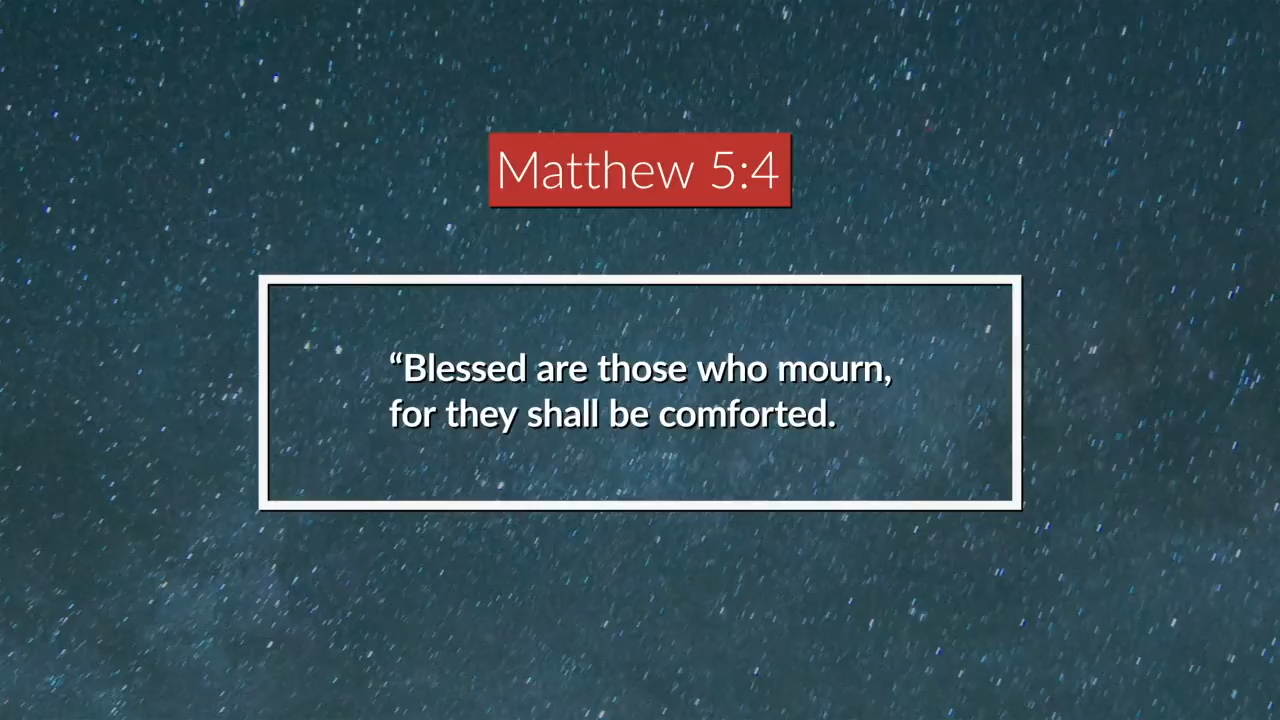 Matthew 5:4
“Blessed are those who mourn,
for they shall be comforted.